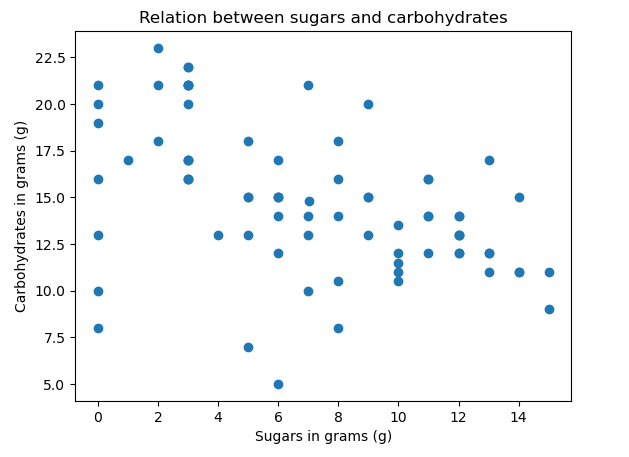 Relation between sugars and carbohydrates
22.5
20.0
17.5
15.0
12.5
10.0
7.5
5.0
Carbohydrates in grams (g)
0 2 4 6 8 10 12 14
Sugars in grams (g)